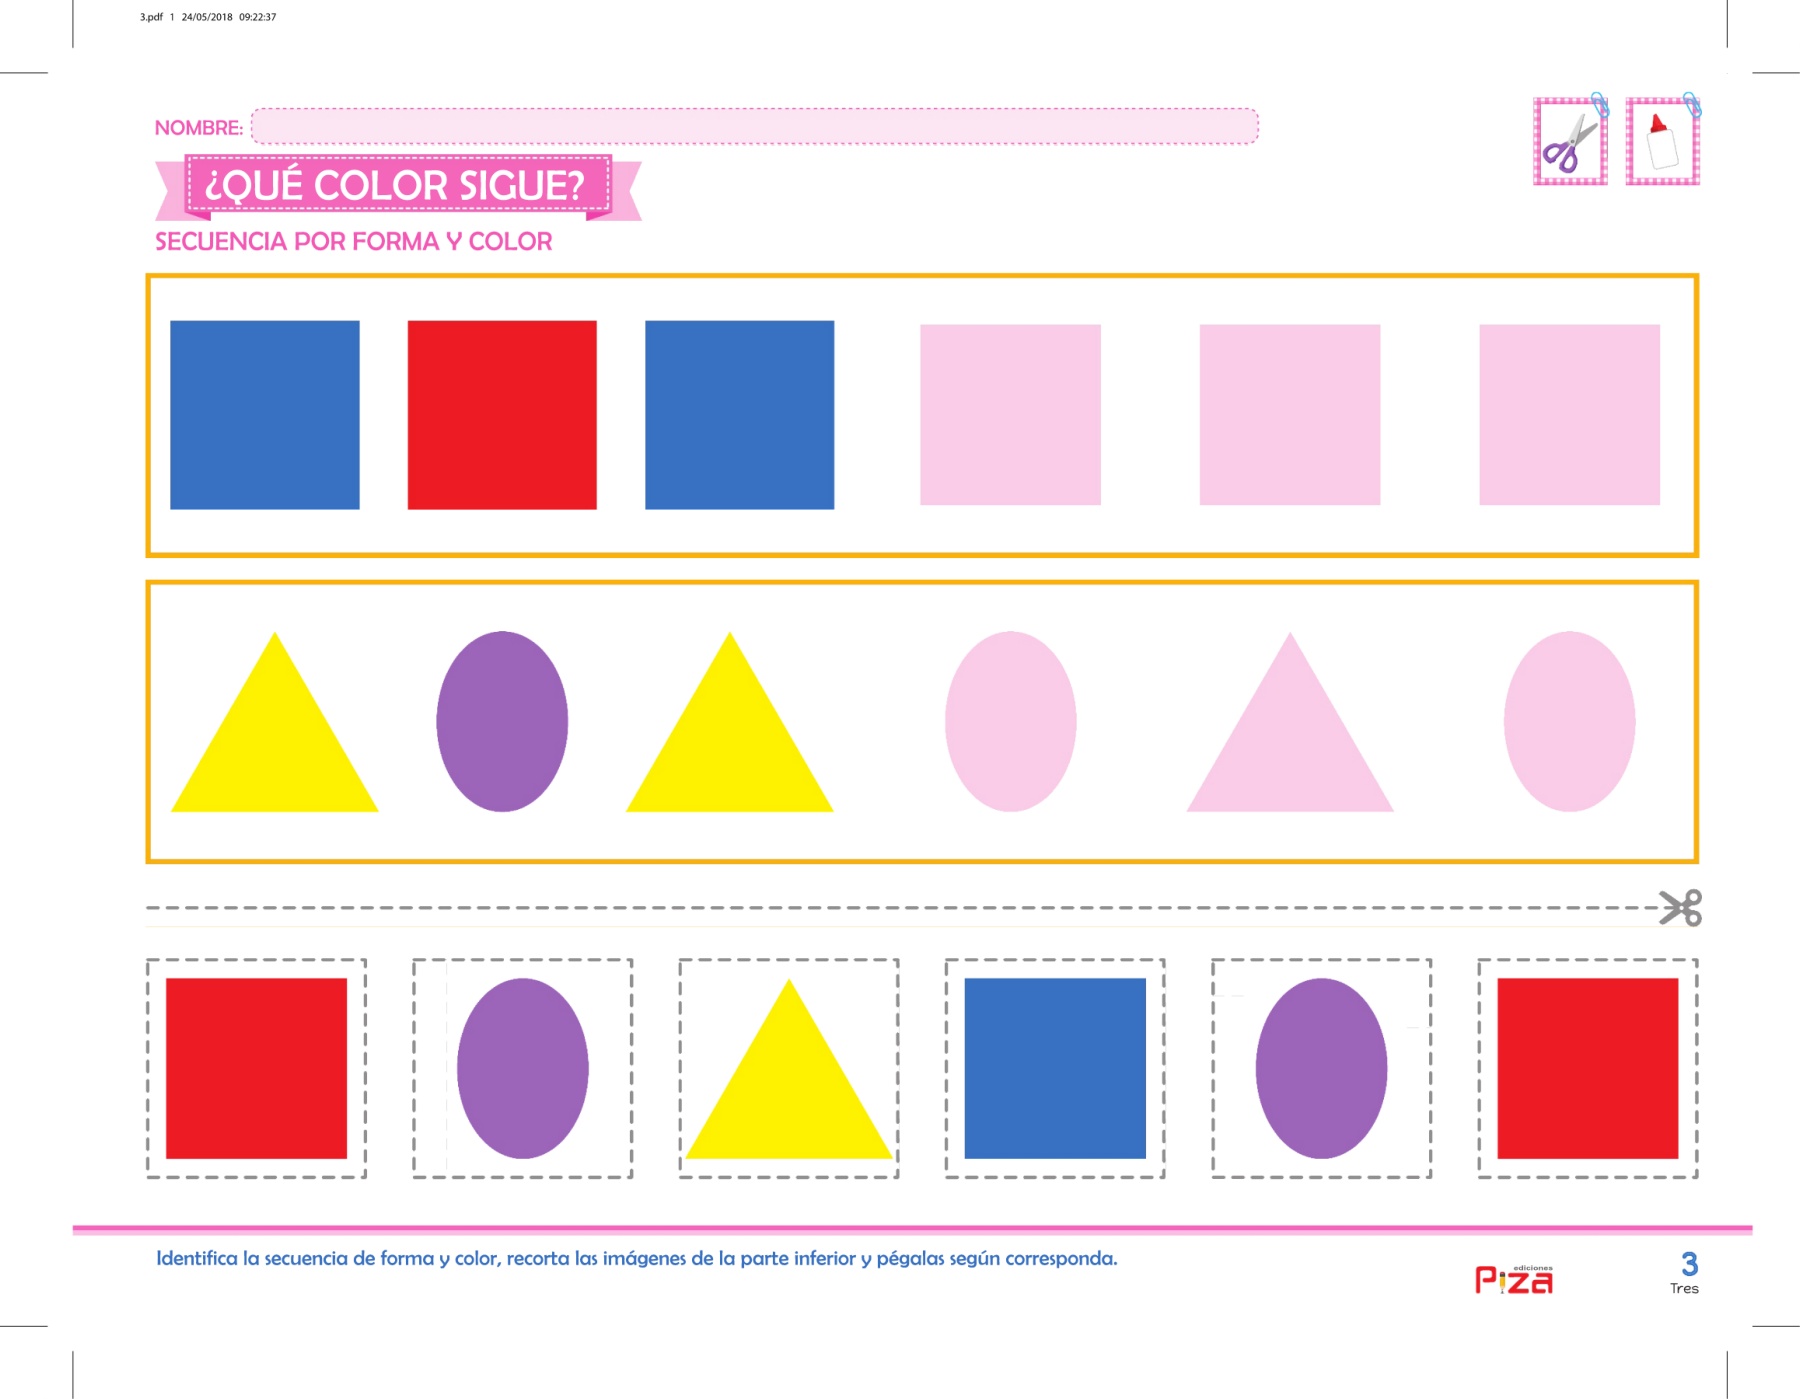 3.pdf 1 24/05/2018 09:22:37
NOMBRE:
¿QUÉ COLOR SIGUE?
SECUENCIA POR FORMA Y COLOR
Identifica la secuencia de forma y color, recorta las imágenes de la parte inferior y pégalas según corresponda.
ediciones
Piza
3
Tres